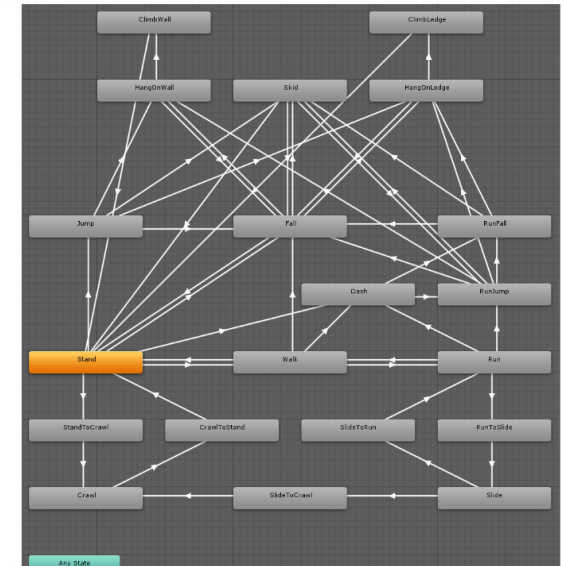 ClimbWall
ClimbLedge
HangOnWall
Skid
HangOnLedge
Jump
Fall
RunFall
Dash
RunJump
Stand
Walk
Run
StandToCrawl
CrawlToStand
SlideToRun
RunToSlide
Crawl
SlideToCrawl
Slide
Any State